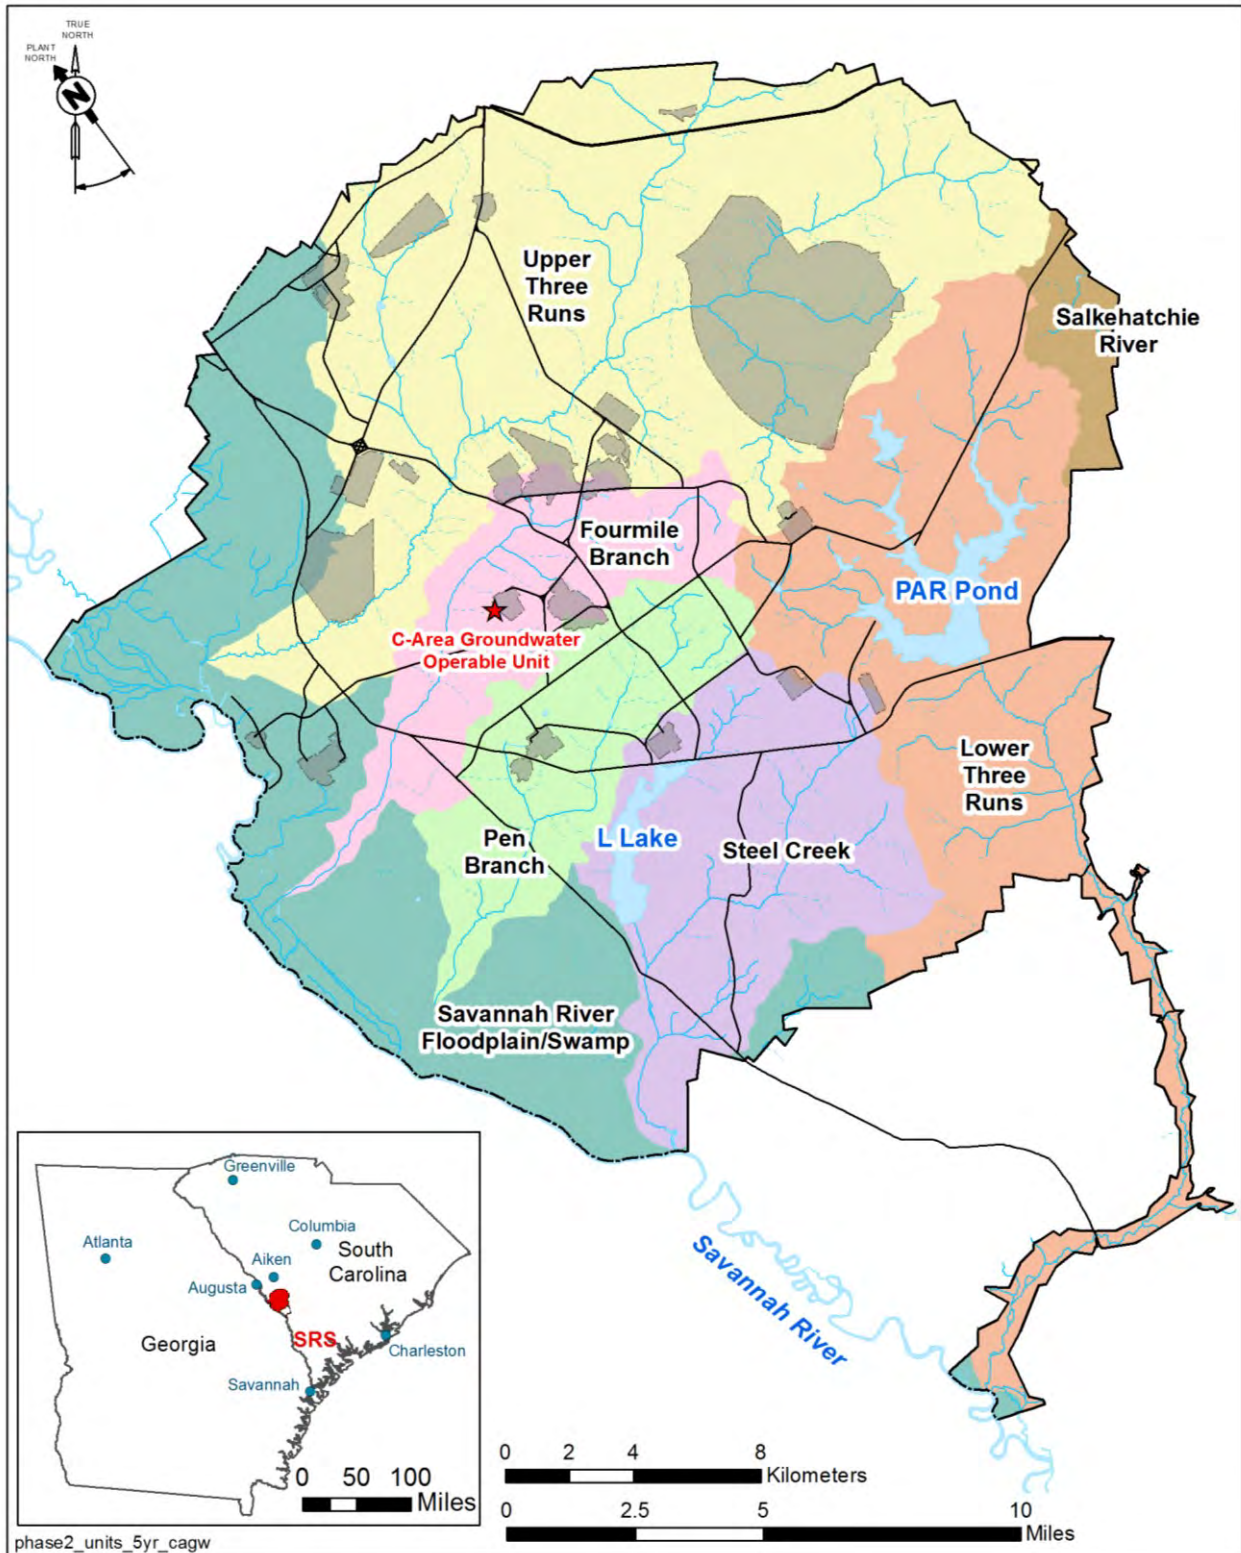 TRUE
NORTH
PLANT
NORTH
N
Upper
Three
Runs
Salkehatchie
River
Fourmile
Branch
PAR Pond
C-Area Groundwater
Operable Unit
Lower
Three
Runs
Pen
Branch
L Lake
Steel Creek
Savannah River
Floodplain/Swamp
Savannah River
Greenville
Columbia
Atlanta
Aiken
South
Carolina
Augusta
Georgia
SRS
Charleston
Savannah
0 50 100
Miles
0 2 4 8
Kilometers
0 2.5 5 10
Miles
phase2_units_5yr_cagw